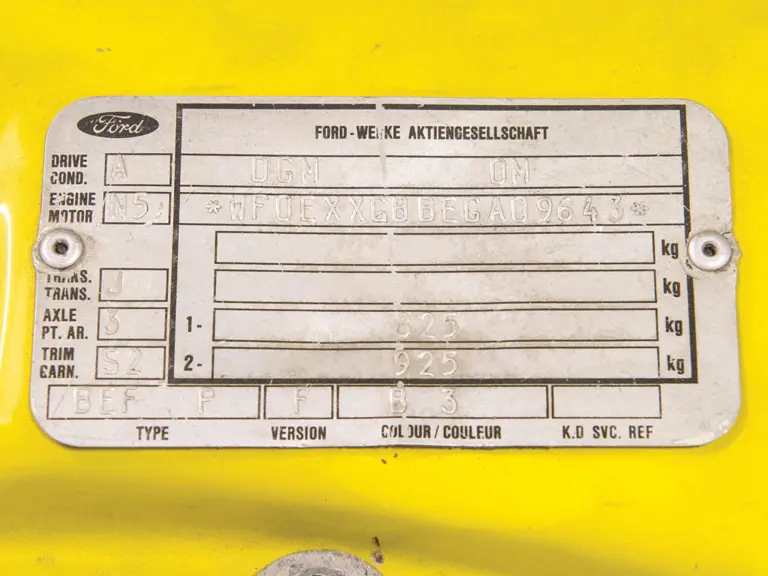 Ford
FORD-WERKE AKTIENGESELLSCHAFT
DRIVE COND. A DGM OM
ENGINE MOTOR N5 *WF0EXXGBBEGA09643*
kg
TRANS. TRANS. J kg
AXLE PT. AR. 3 1- 925 kg
TRIM GARN. S2 2- 925 kg
BEF P F B 3
TYPE VERSION COLOUR/COULEUR K.D SVC. REF